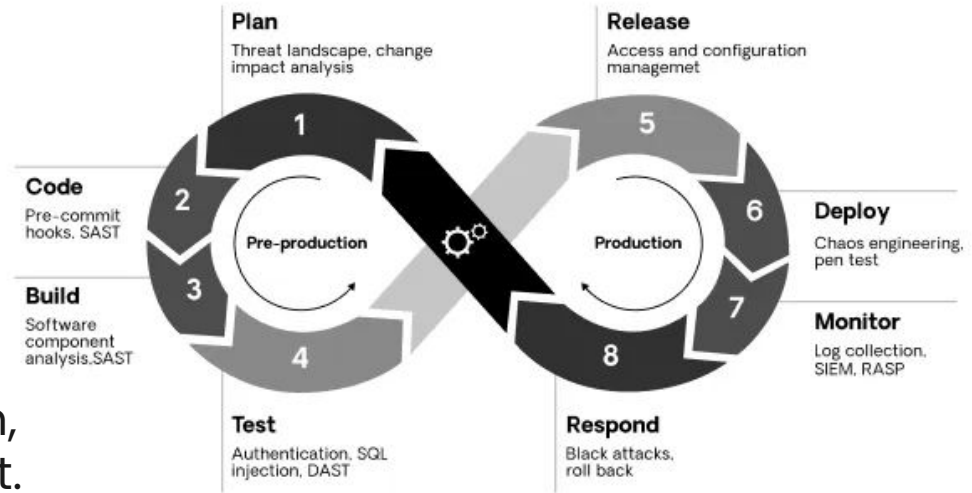 Plan
Threat landscape, change
impact analysis
1
Code
Pre-commit
hooks, SAST
2
Build
Software
component
analysis,SAST
3
Pre-production
4
Test
Authentication, SQL
injection, DAST
Release
Access and configuration
managemet
5
6
Deploy
Chaos engineering,
pen test
Production
7
Monitor
Log collection,
SIEM, RASP
8
Respond
Black attacks,
roll back